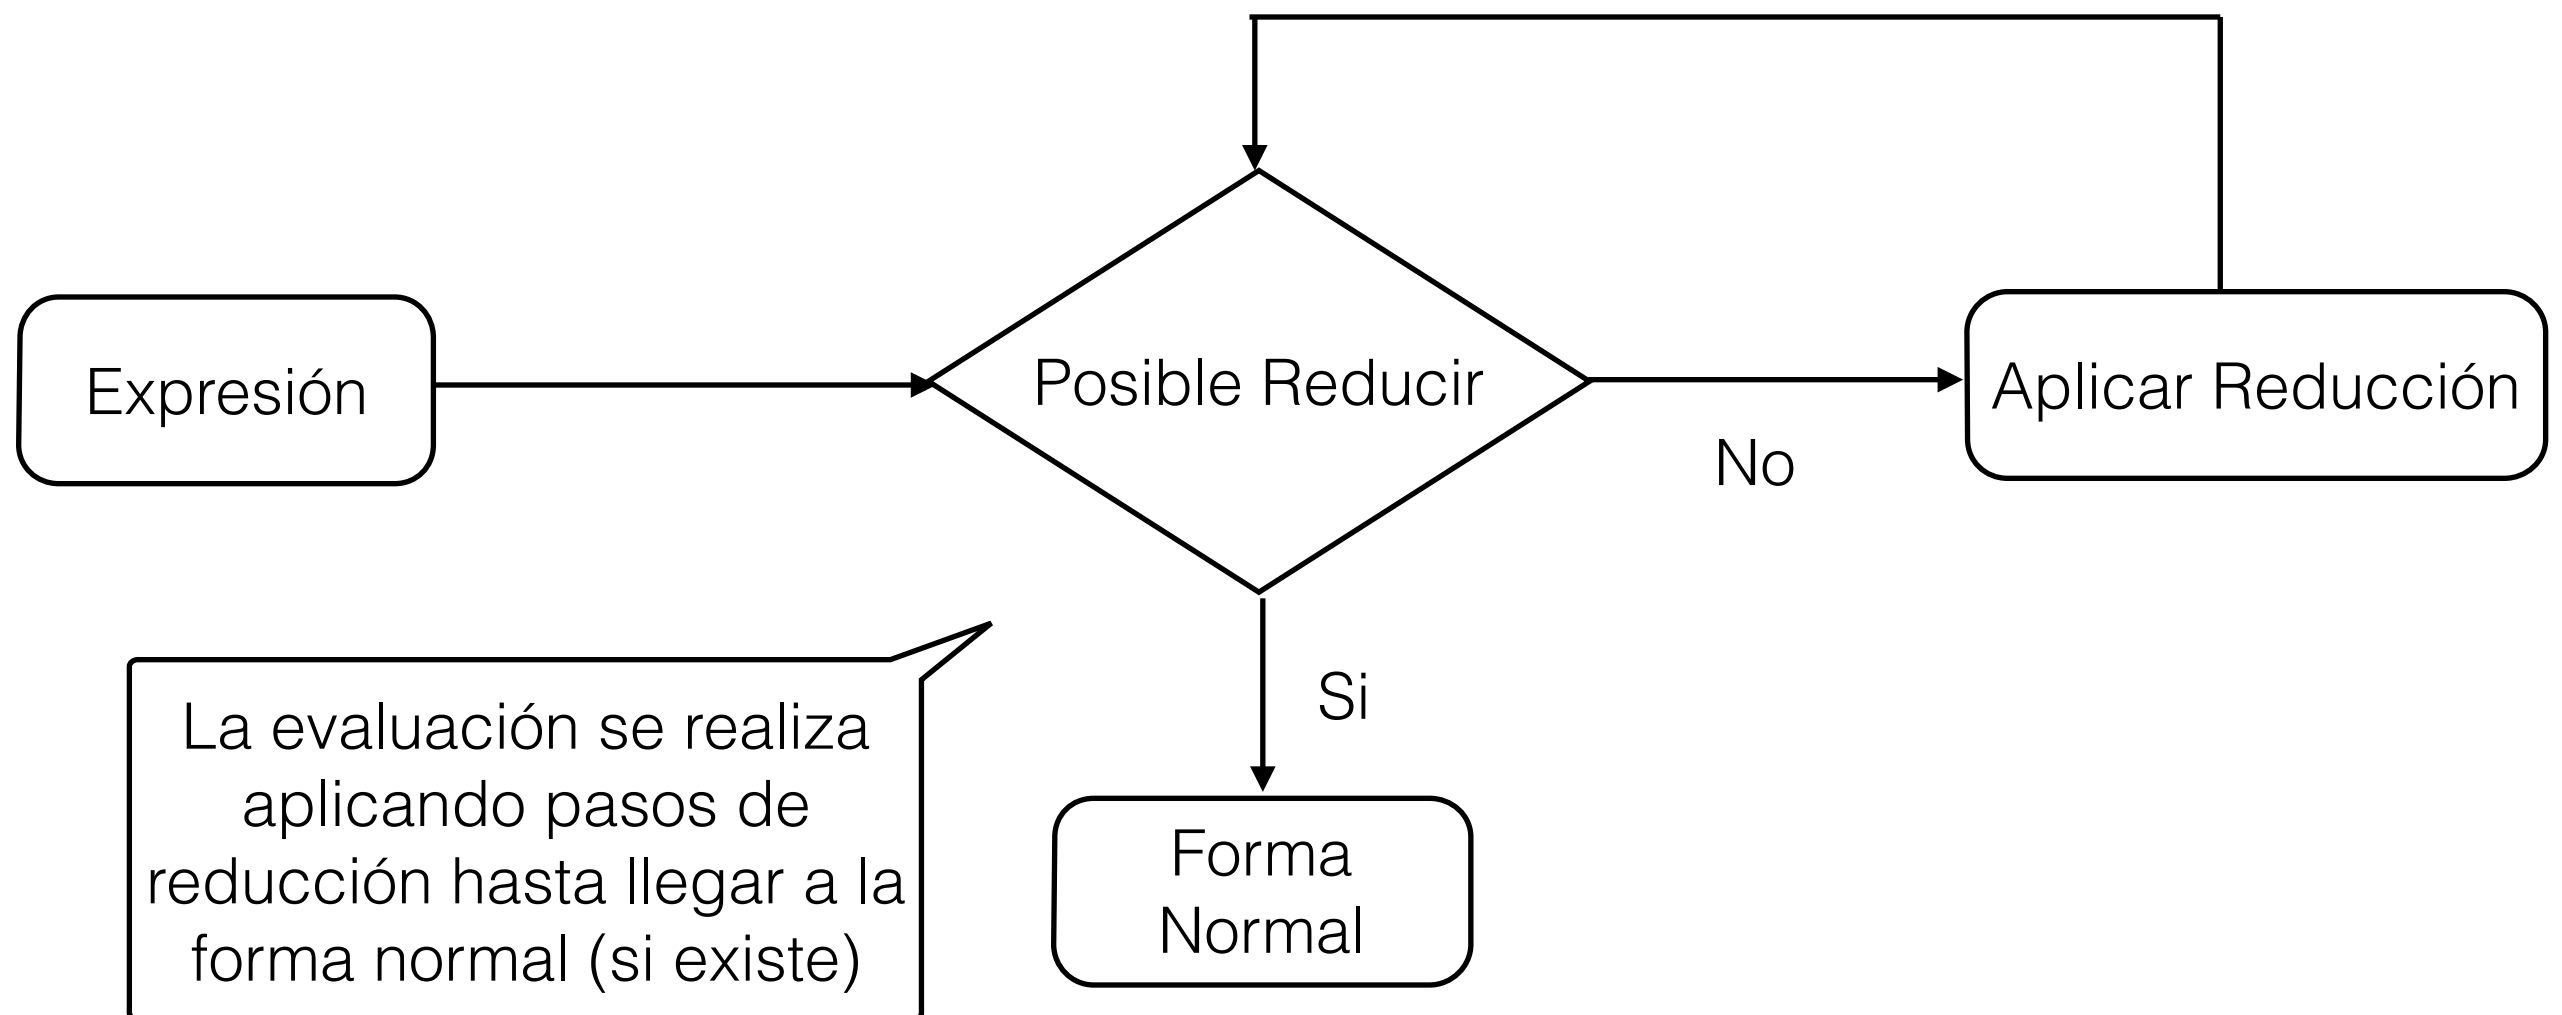 Expresión
Posible Reducir
Aplicar Reducción
No
Si
La evaluación se realiza
aplicando pasos de
reducción hasta llegar a la
forma normal (si existe)
Forma
Normal